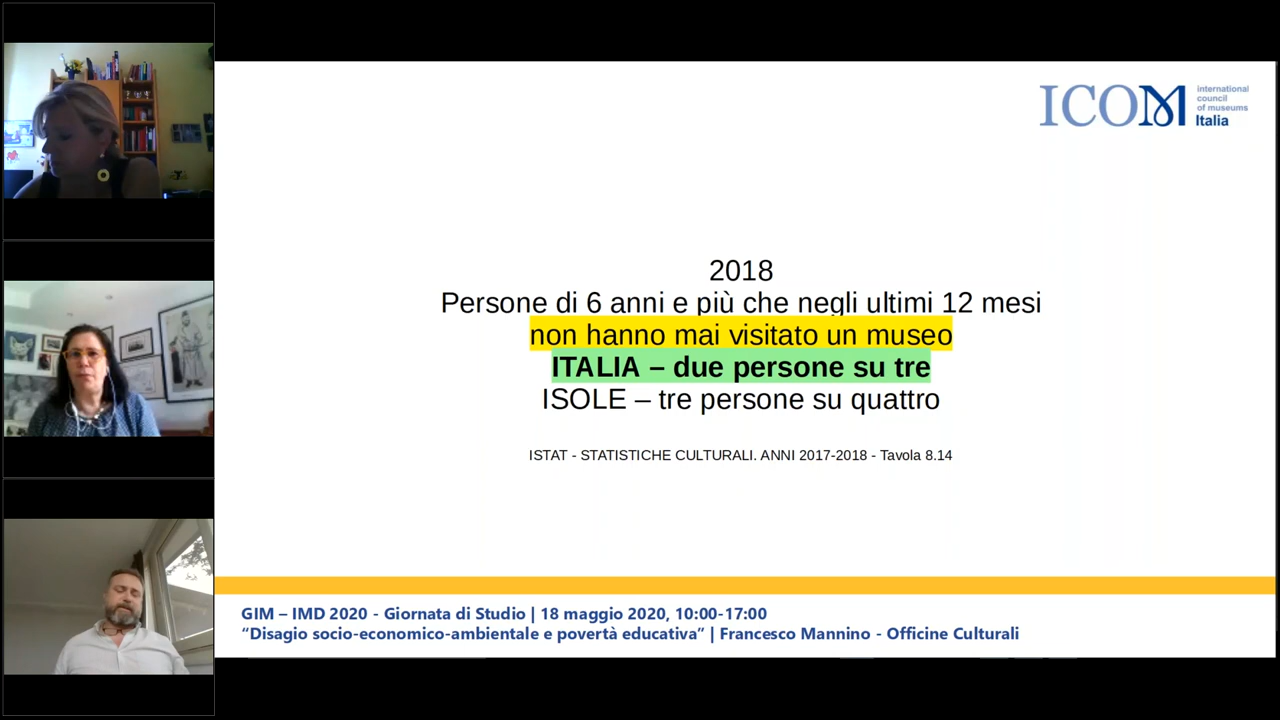 ICOM
international
council
of museums
Italia
2018
Persone di 6 anni e più che negli ultimi 12 mesi
non hanno mai visitato un museo
ITALIA – due persone su tre
ISOLE – tre persone su quattro
ISTAT - STATISTICHE CULTURALI. ANNI 2017-2018 - Tavola 8.14
GIM – IMD 2020 - Giornata di Studio | 18 maggio 2020, 10:00-17:00
“Disagio socio-economico-ambientale e povertà educativa” | Francesco Mannino - Officine Culturali